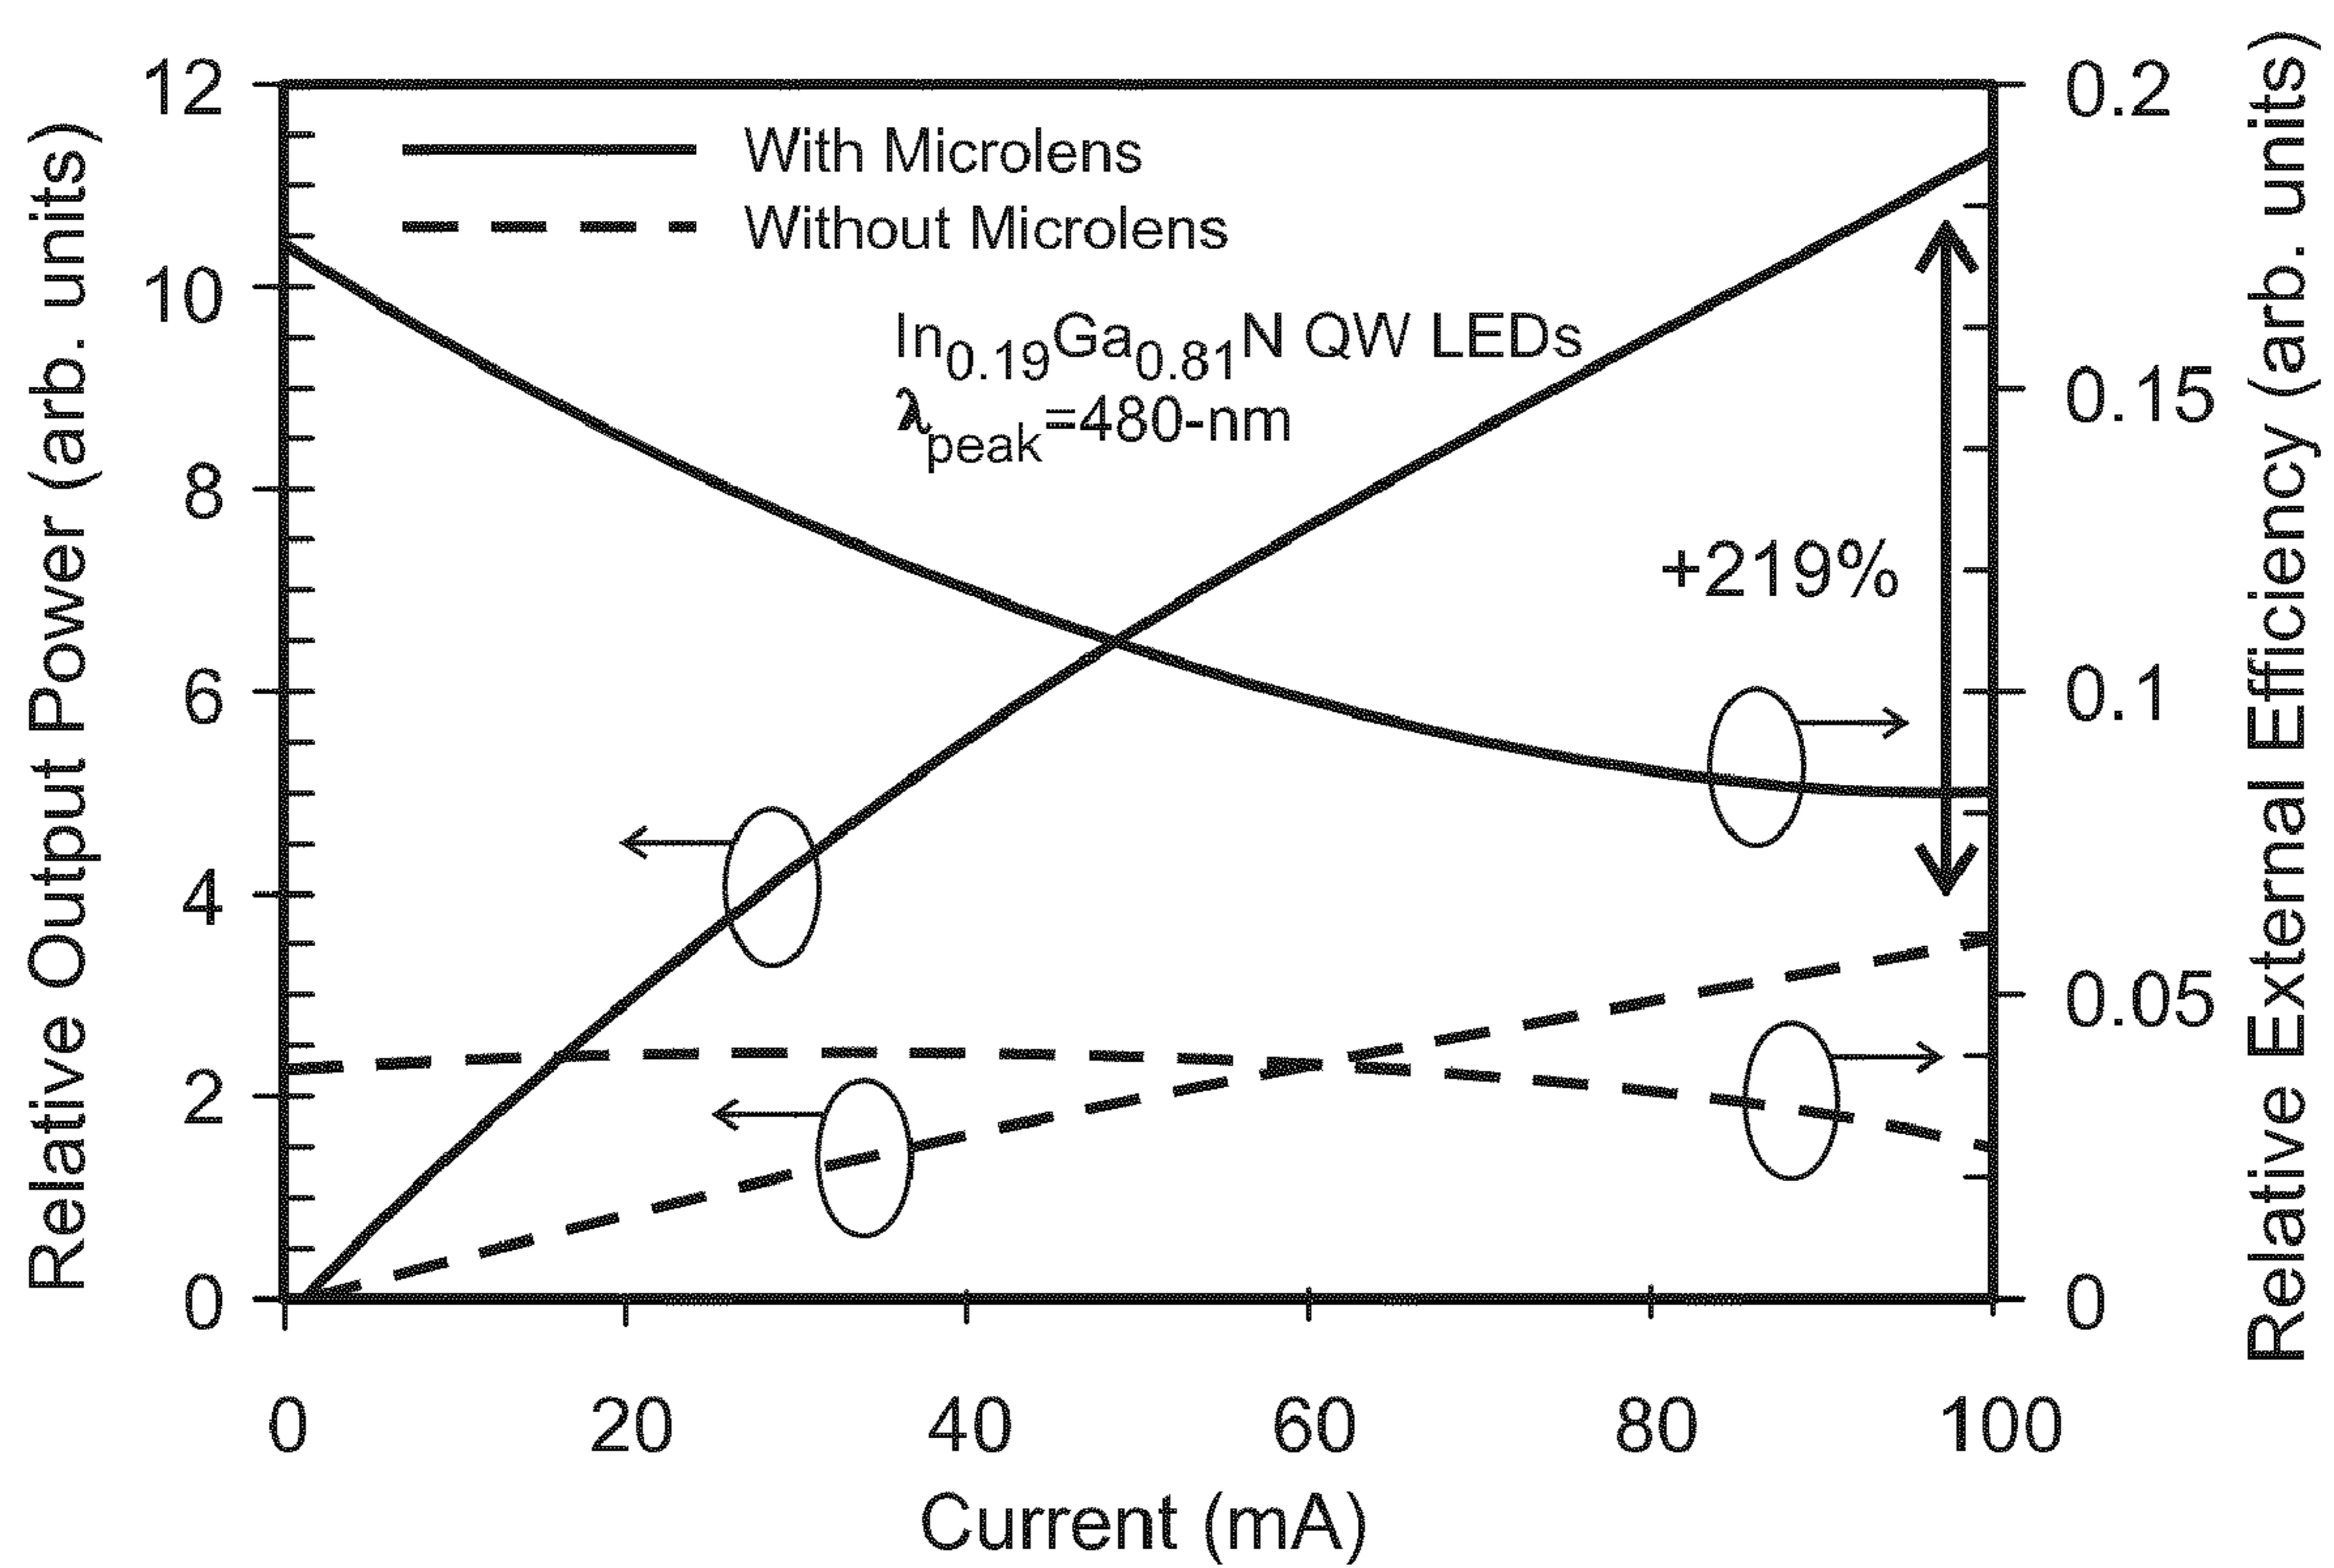 Relative Output Power (arb. units)
12
10
8
6
4
2
0
With Microlens
Without Microlens
In0.19Ga0.81N QW LEDs
λpeak=480-nm
+219%
0.2
0.15
0.1
0.05
0
Relative External Efficiency (arb. units)
0
20
40
60
80
100
Current (mA)